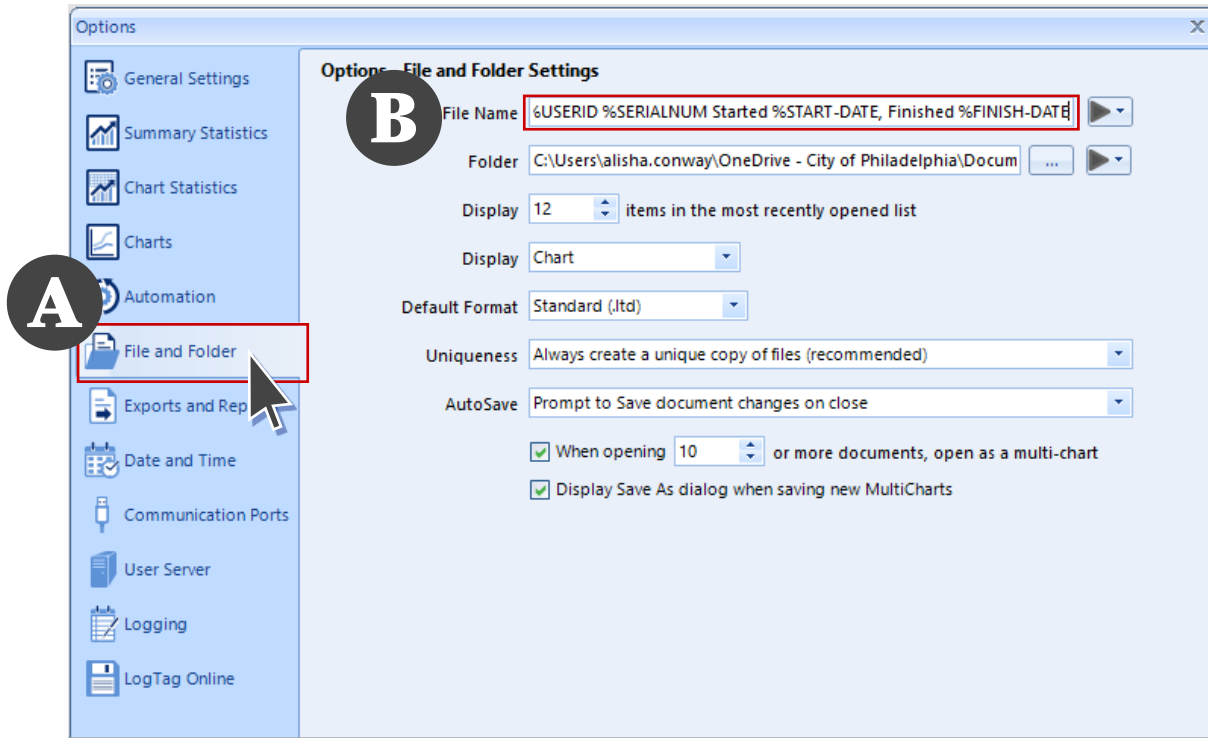 Options
X
General Settings
Summary Statistics
Chart Statistics
Charts
A
Automation
File and Folder
Exports and Rep
Date and Time
Communication Ports
User Server
Logging
LogTag Online
Options - File and Folder Settings
B
File Name %USERID %SERIALNUM Started %START-DATE, Finished %FINISH-DATE
Folder C:\Users\alisha.conway\OneDrive - City of Philadelphia\Docum ...
Display 12 items in the most recently opened list
Display Chart
Default Format Standard (.ltd)
Uniqueness Always create a unique copy of files (recommended)
AutoSave Prompt to Save document changes on close
When opening 10 or more documents, open as a multi-chart
Display Save As dialog when saving new MultiCharts